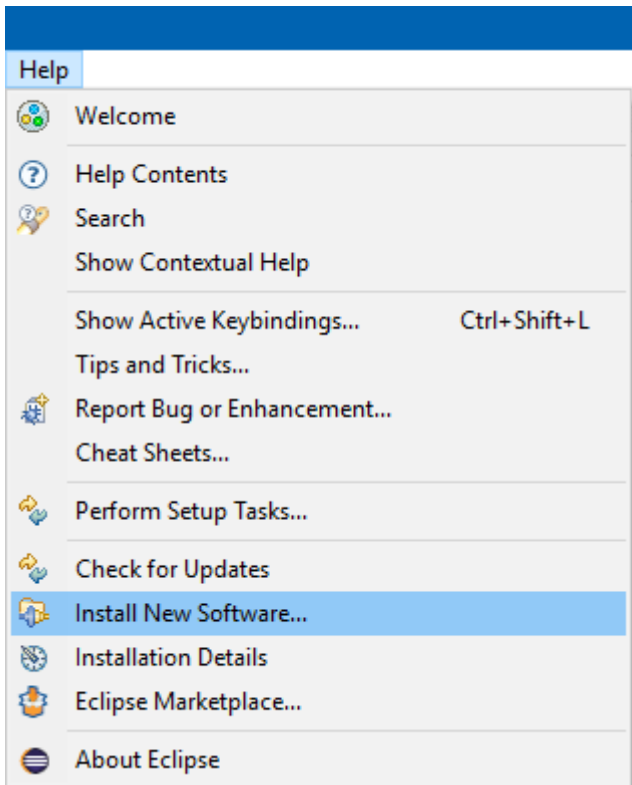 Help
Welcome
Help Contents
Search
Show Contextual Help
Show Active Keybindings... Ctrl+Shift+L
Tips and Tricks...
Report Bug or Enhancement...
Cheat Sheets...
Perform Setup Tasks...
Check for Updates
Install New Software...
Installation Details
Eclipse Marketplace...
About Eclipse